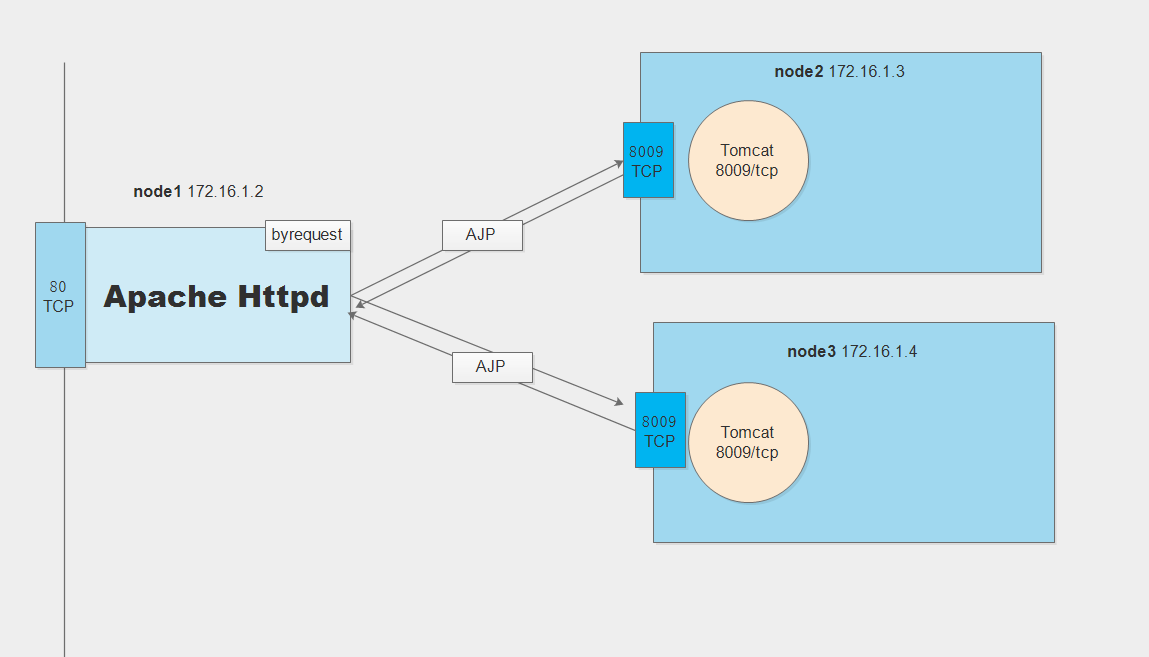 node2 172.16.1.3
8009
TCP
Tomcat
8009/tcp
node1 172.16.1.2
byrequest
AJP
80
TCP
Apache Httpd
node3 172.16.1.4
AJP
8009
TCP
Tomcat
8009/tcp